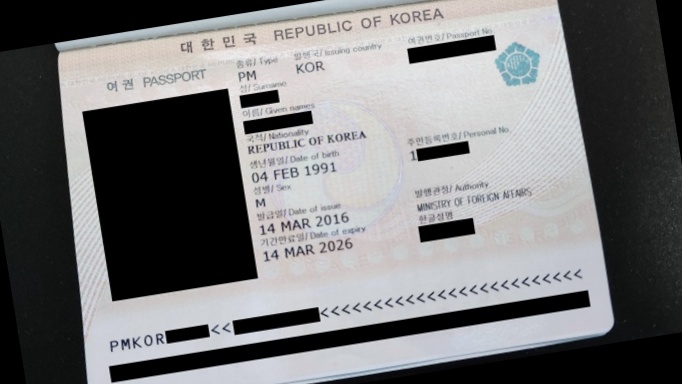 대한민국 REPUBLIC OF KOREA
여권 PASSPORT
종류/ Type 발행국/ Issuing country 여권번호/ Passport No.
PM KOR
성/ Surname
이름/ Given names
국적/ Nationality
REPUBLIC OF KOREA
주민등록번호/ Personal No.
생년월일/ Date of birth
04 FEB 1991
1
성별/ Sex
M
발행관청/ Authority
MINISTRY OF FOREIGN AFFAIRS
발급일/ Date of issue
14 MAR 2016
한글성명
기간만료일/ Date of expiry
14 MAR 2026
PMKOR <<  <<<<<<<<<<<<<<<<<<<<<<<<